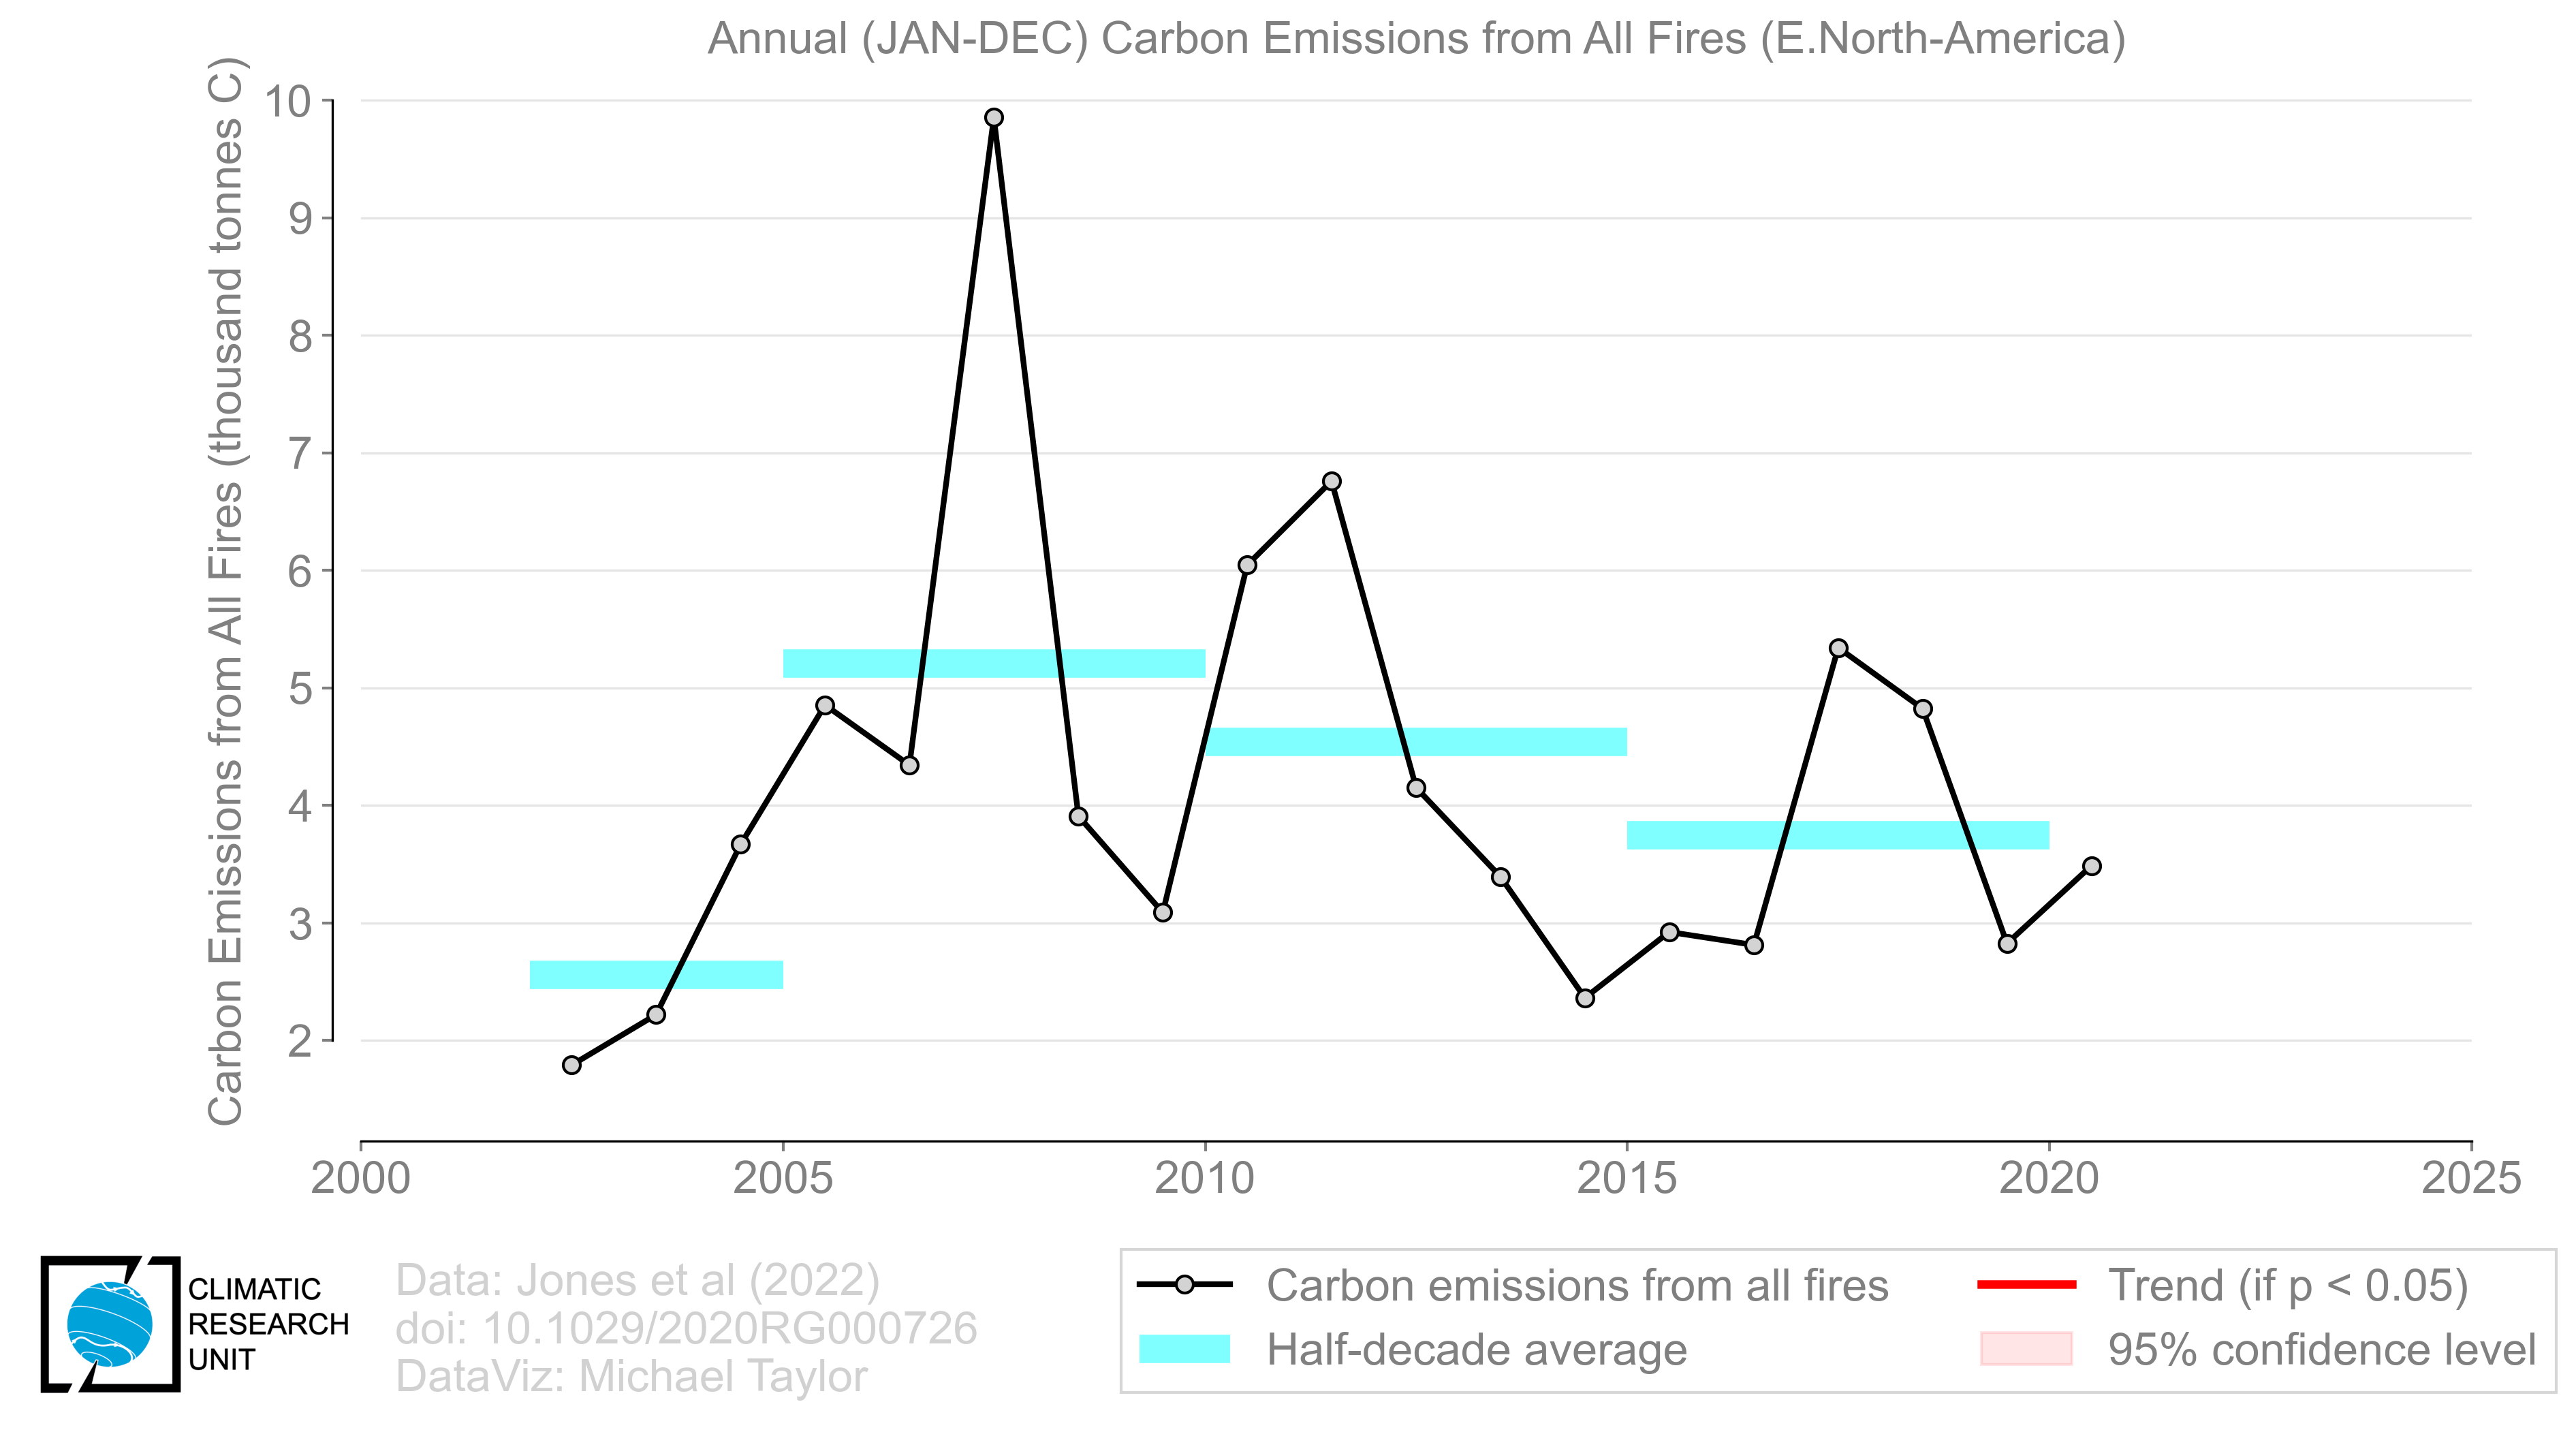 Annual (JAN-DEC) Carbon Emissions from All Fires (E.North-America)
Carbon Emissions from All Fires (thousand tonnes C)
10
9
8
7
6
5
4
3
2
2000 2005 2010 2015 2020 2025
CLIMATIC
RESEARCH
UNIT
Data: Jones et al (2022)
doi: 10.1029/2020RG000726
DataViz: Michael Taylor
Carbon emissions from all fires
Half-decade average
Trend (if p < 0.05)
95% confidence level